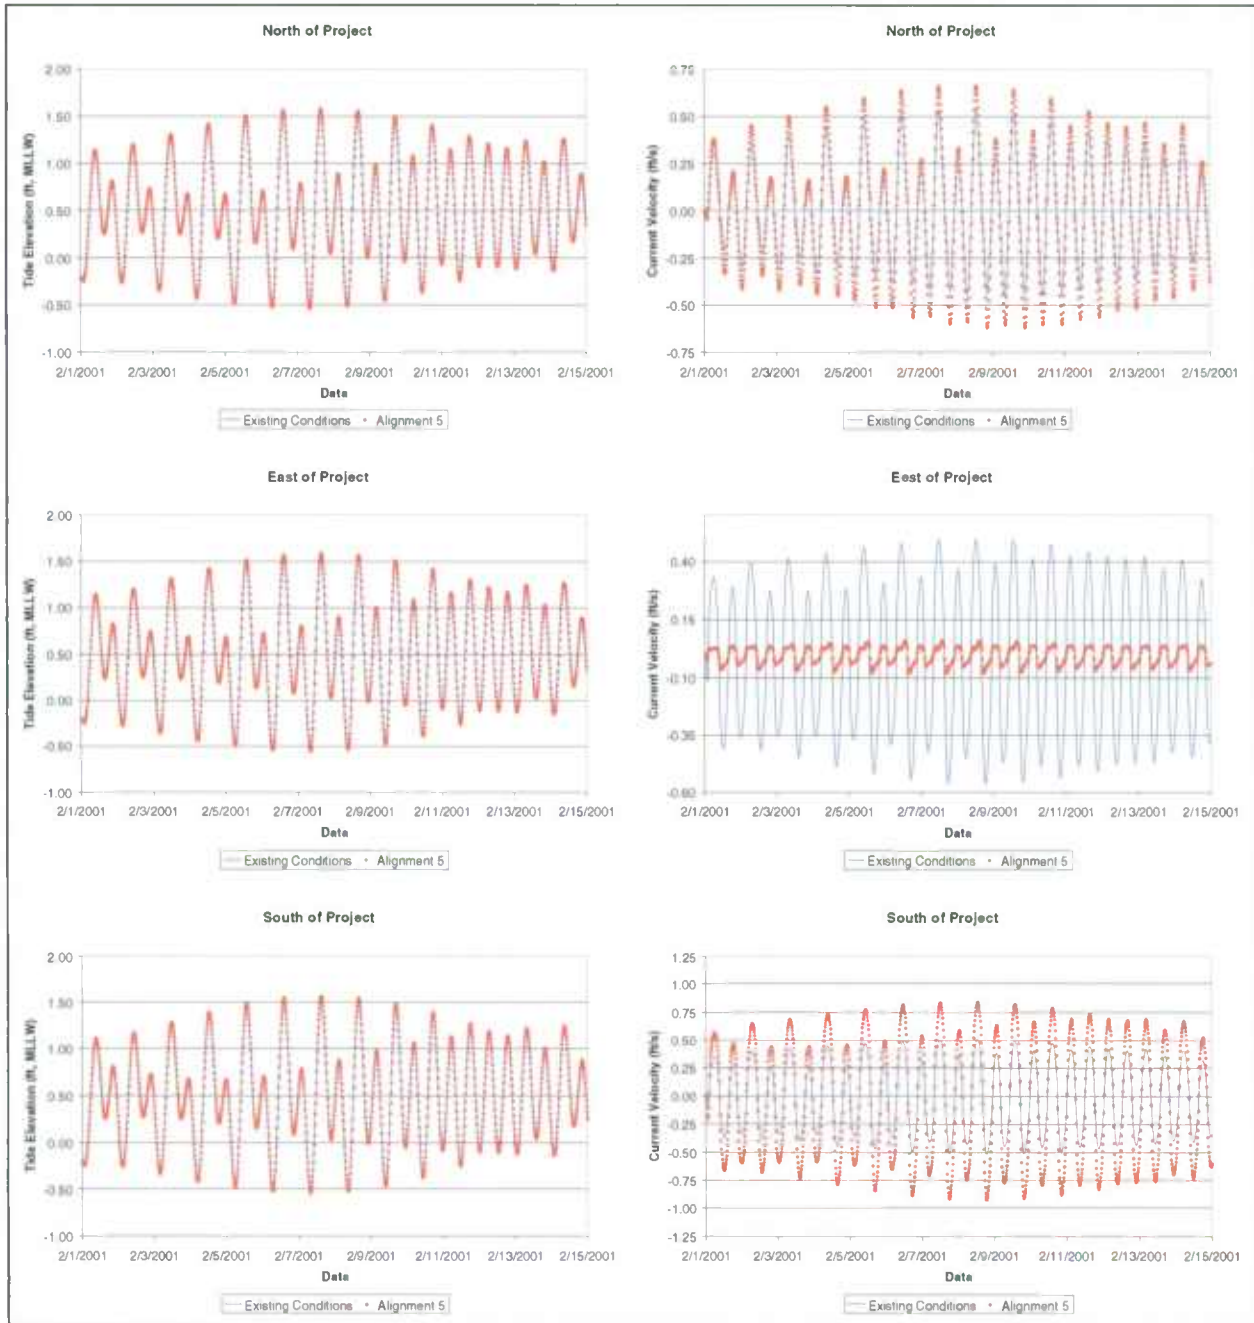 North of Project
Tide Elevation (ft, MLLW)
2.00
1.50
1.00
0.50
0.00
-0.50
-1.00
2/1/2001 2/3/2001 2/5/2001 2/7/2001 2/9/2001 2/11/2001 2/13/2001 2/15/2001
Data
Existing Conditions • Alignment 5
North of Project
Current Velocity (ft/s)
0.75
0.50
0.25
0.00
-0.25
-0.50
-0.75
2/1/2001 2/3/2001 2/5/2001 2/7/2001 2/9/2001 2/11/2001 2/13/2001 2/15/2001
Data
Existing Conditions • Alignment 5
East of Project
Tide Elevation (ft, MLLW)
2.00
1.50
1.00
0.50
0.00
-0.50
-1.00
2/1/2001 2/3/2001 2/5/2001 2/7/2001 2/9/2001 2/11/2001 2/13/2001 2/15/2001
Data
Existing Conditions • Alignment 5
Eest of Project
Current Velocity (ft/s)
0.40
0.15
-0.10
-0.35
-0.60
2/1/2001 2/3/2001 2/5/2001 2/7/2001 2/9/2001 2/11/2001 2/13/2001 2/15/2001
Data
Existing Conditions • Alignment 5
South of Project
Tide Elevation (ft, MLLW)
2.00
1.50
1.00
0.50
0.00
-0.50
-1.00
2/1/2001 2/3/2001 2/5/2001 2/7/2001 2/9/2001 2/11/2001 2/13/2001 2/15/2001
Data
Existing Conditions • Alignment 5
South of Project
Current Velocity (ft/s)
1.25
1.00
0.75
0.50
0.25
0.00
-0.25
-0.50
-0.75
-1.00
-1.25
2/1/2001 2/3/2001 2/5/2001 2/7/2001 2/9/2001 2/11/2001 2/13/2001 2/15/2001
Data
Existing Conditions • Alignment 5